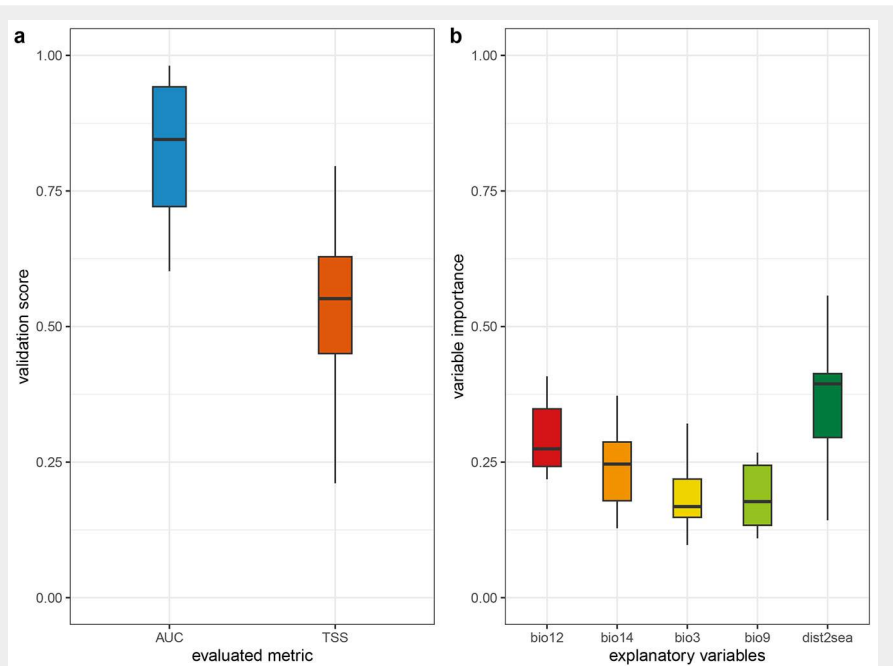 a
1.00
0.75
0.50
0.25
0.00
validation score
AUC TSS
evaluated metric
b
1.00
0.75
0.50
0.25
0.00
variable importance
bio12 bio14 bio3 bio9 dist2sea
explanatory variables